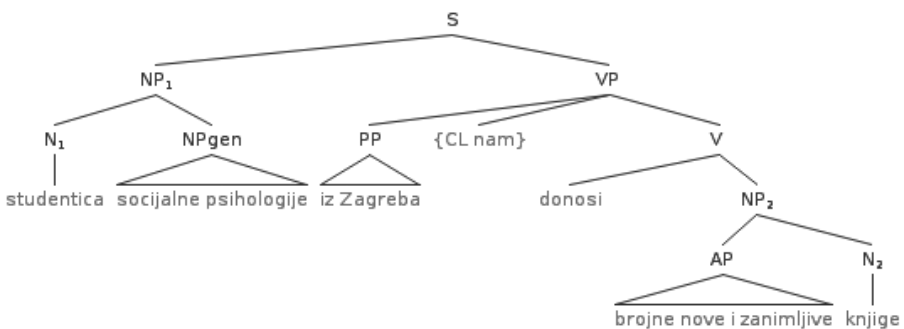 S
NP₁ VP
N₁ NPgen PP {CL nam} V
studentica socijalne psihologije iz Zagreba donosi NP₂
AP N₂
brojne nove i zanimljive knjige